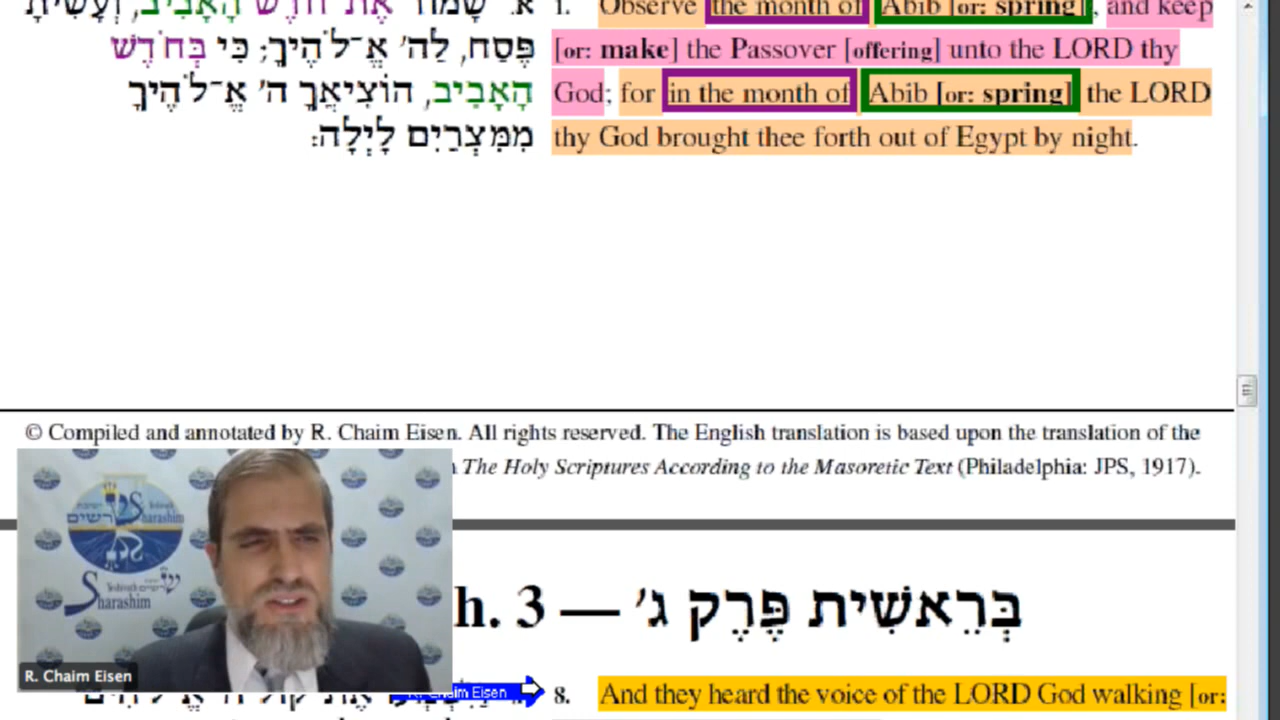 א. שָׁמוֹר אֶת חֹדֶשׁ הָאָבִיב, וְעָשִׂיתָ
פֶּסַח, לַה' אֱ-לֹהֶיךָ; כִּי בְּחֹדֶשׁ
הָאָבִיב, הוֹצִיאֲךָ ה' אֱ-לֹהֶיךָ
מִמִּצְרַיִם לָיְלָה:
1. Observe the month of Abib [or: spring], and keep
[or: make] the Passover [offering] unto the LORD thy
God; for in the month of Abib [or: spring] the LORD
thy God brought thee forth out of Egypt by night.
© Compiled and annotated by R. Chaim Eisen. All rights reserved. The English translation is based upon the translation of the
The Holy Scriptures According to the Masoretic Text (Philadelphia: JPS, 1917).
h. 3 — בְּרֵאשִׁית פֶּרֶק ג'
8. And they heard the voice of the LORD God walking [or:
Yeshivath
Sharashim
R. Chaim Eisen